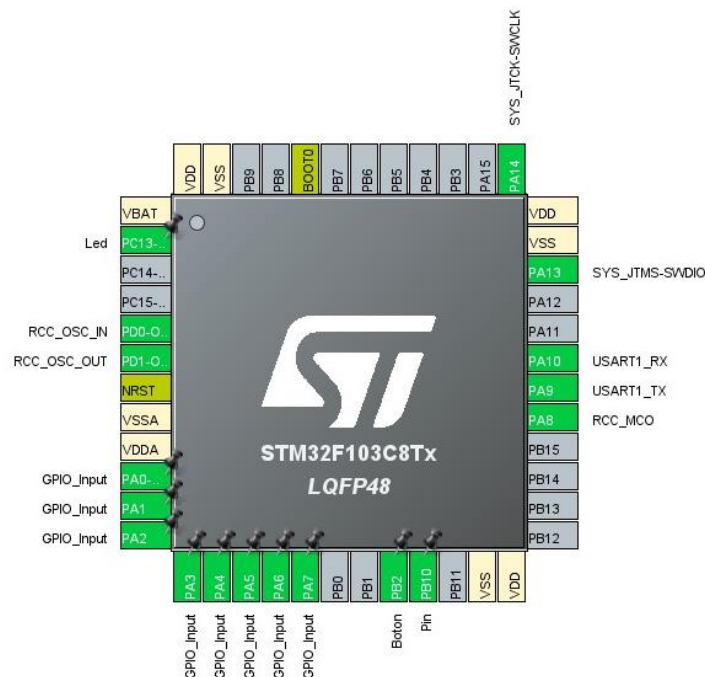 SYS_JTCK-SWCLK
VDD
VSS
PB9
PB8
BOOT0
PB7
PB6
PB5
PB4
PB3
PA15
PA14
VBAT
VDD
Led
PC13-..
VSS
PC14-..
PA13
SYS_JTMS-SWDIO
PC15-..
PA12
RCC_OSC_IN
PD0-O..
PA11
RCC_OSC_OUT
PD1-O..
PA10
USART1_RX
NRST
PA9
USART1_TX
VSSA
PA8
RCC_MCO
VDDA
PB15
GPIO_Input
PA0-..
PB14
GPIO_Input
PA1
PB13
GPIO_Input
PA2
PB12
ST
STM32F103C8Tx
LQFP48
PA3
PA4
PA5
PA6
PA7
PB0
PB1
PB2
PB10
PB11
VSS
VDD
GPIO_Input
GPIO_Input
GPIO_Input
GPIO_Input
GPIO_Input
Boton
Pin